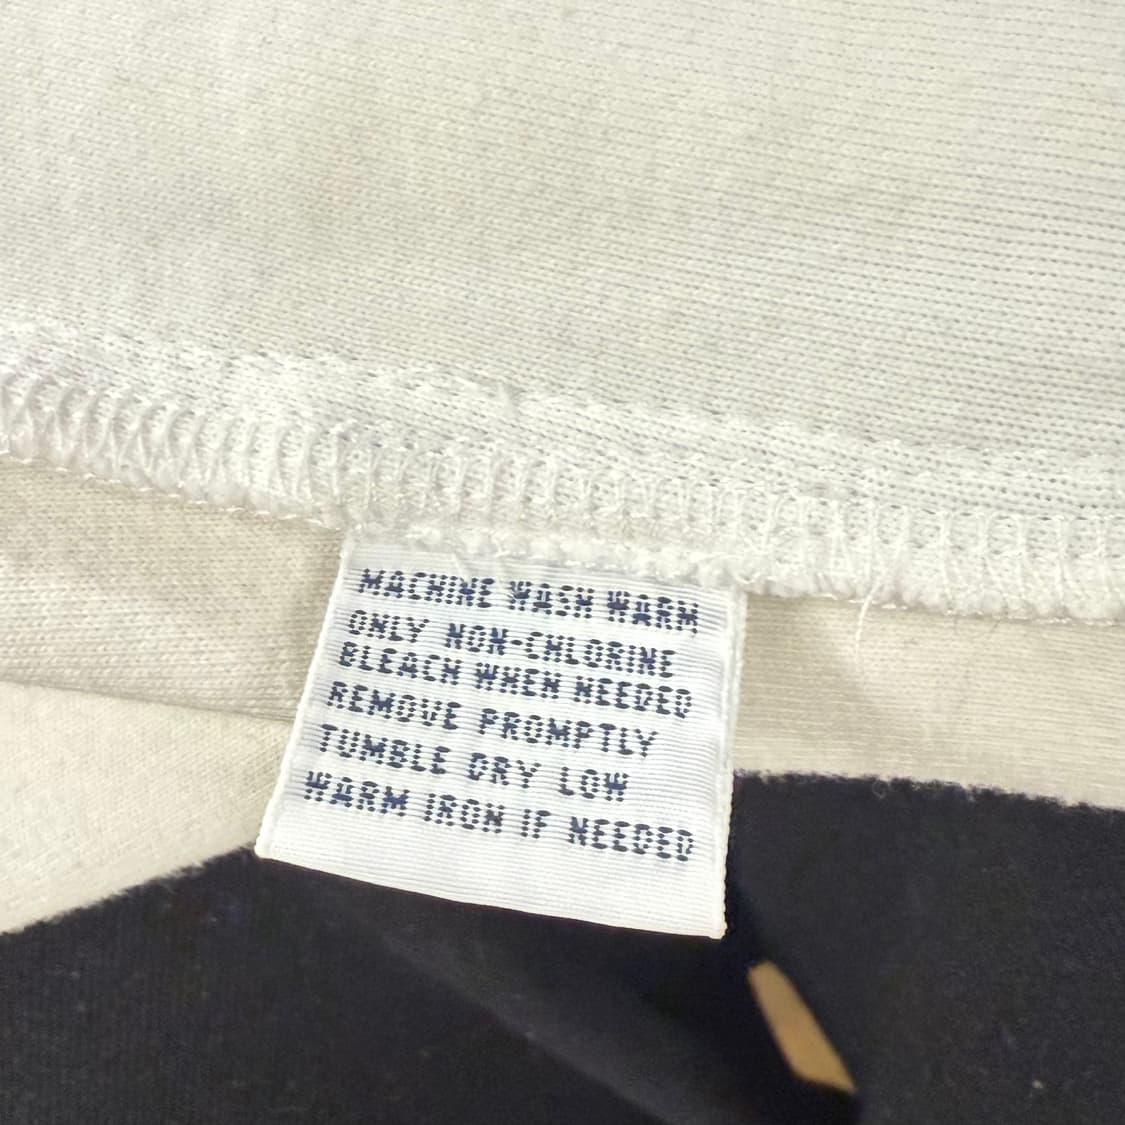 MACHINE WASH WARM
ONLY NON-CHLORINE
BLEACH WHEN NEEDED
REMOVE PROMPTLY
TUMBLE DRY LOW
WARM IRON IF NEEDED